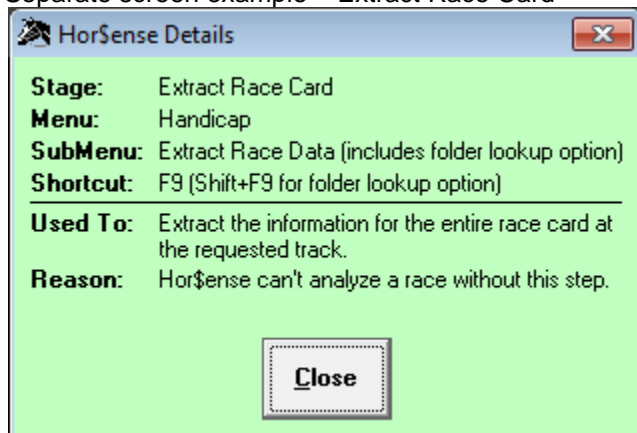 Separate screen example – Extract Race Card
Hor$ense Details
Stage: Extract Race Card
Menu: Handicap
SubMenu: Extract Race Data (includes folder lookup option)
Shortcut: F9 (Shift+F9 for folder lookup option)
Used To: Extract the information for the entire race card at
the requested track.
Reason: Hor$ense can't analyze a race without this step.
Close